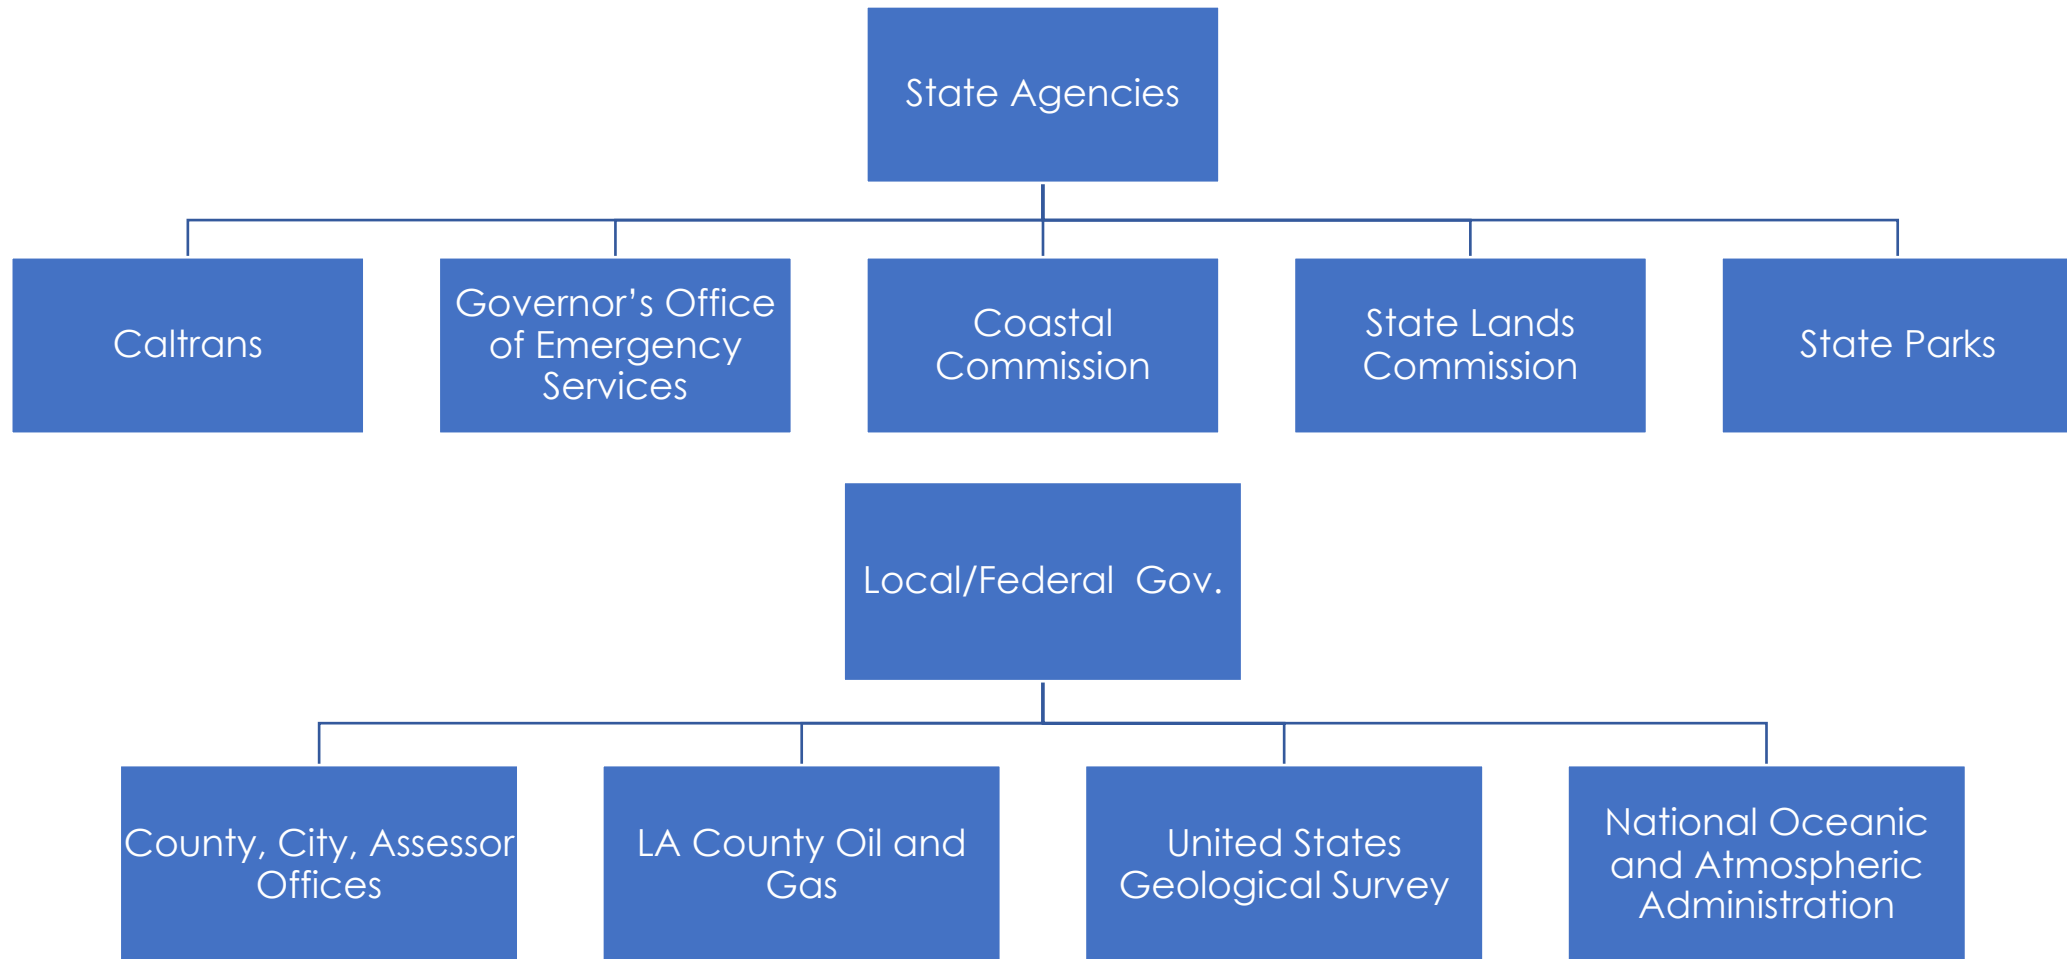 State Agencies
Caltrans
Governor’s Office
of Emergency
Services
Coastal
Commission
State Lands
Commission
State Parks
Local/Federal  Gov.
County, City, Assessor
Offices
LA County Oil and
Gas
United States
Geological Survey
National Oceanic
and Atmospheric
Administration